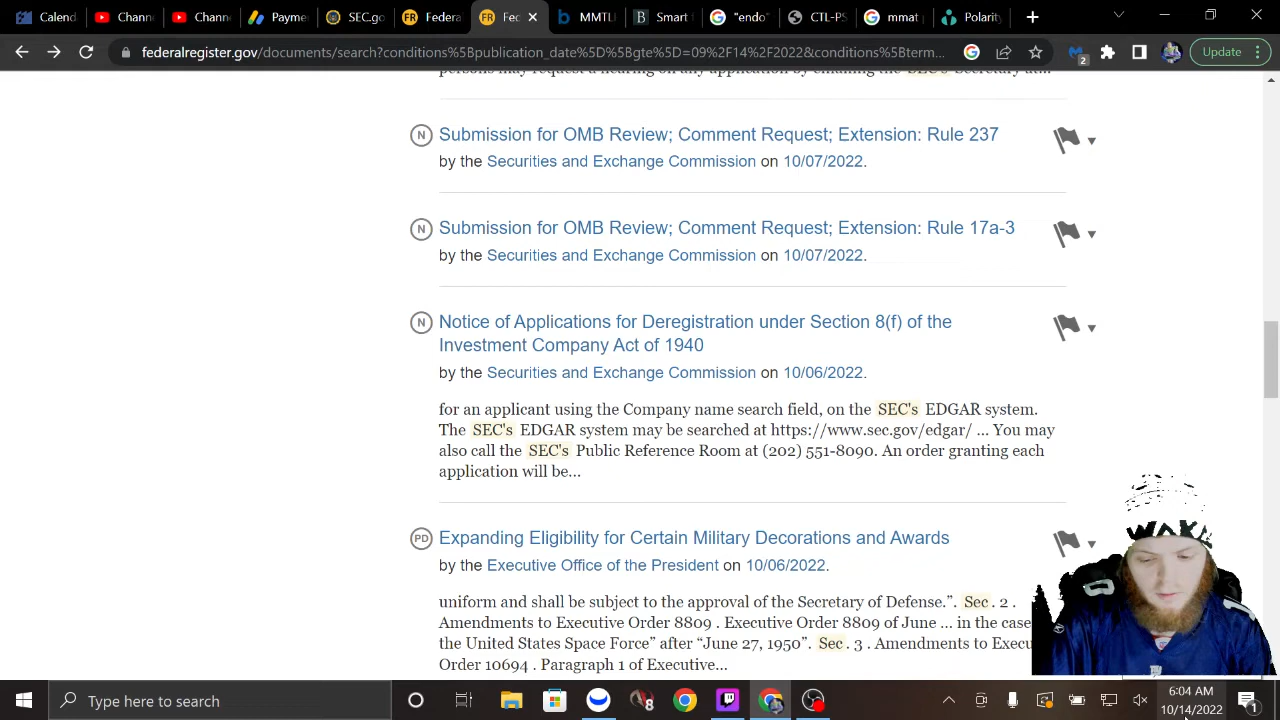 Calend
Channe
Channe
Payme
SEC.go
Federa
Fec
MMTL
Smart
"endo"
CTL-PS
mmat
Polarity
federalregister.gov/documents/search?conditions%5Bpublication_date%5D%5Bgte%5D=09%2F14%2F2022&conditions%5Bterm...
2
Update
persons may request a hearing on any application by emailing the SEC's Secretary at...
N
Submission for OMB Review; Comment Request; Extension: Rule 237
by the Securities and Exchange Commission on 10/07/2022.
N
Submission for OMB Review; Comment Request; Extension: Rule 17a-3
by the Securities and Exchange Commission on 10/07/2022.
N
Notice of Applications for Deregistration under Section 8(f) of the
Investment Company Act of 1940
by the Securities and Exchange Commission on 10/06/2022.
for an applicant using the Company name search field, on the SEC's EDGAR system.
The SEC's EDGAR system may be searched at https://www.sec.gov/edgar/ ... You may
also call the SEC's Public Reference Room at (202) 551-8090. An order granting each
application will be...
PD
Expanding Eligibility for Certain Military Decorations and Awards
by the Executive Office of the President on 10/06/2022.
uniform and shall be subject to the approval of the Secretary of Defense.”. Sec . 2 .
Amendments to Executive Order 8809 . Executive Order 8809 of June ... in the case
the United States Space Force” after “June 27, 1950”. Sec . 3 . Amendments to Execu
Order 10694 . Paragraph 1 of Executive...
Type here to search
8
6:04 AM
10/14/2022
1